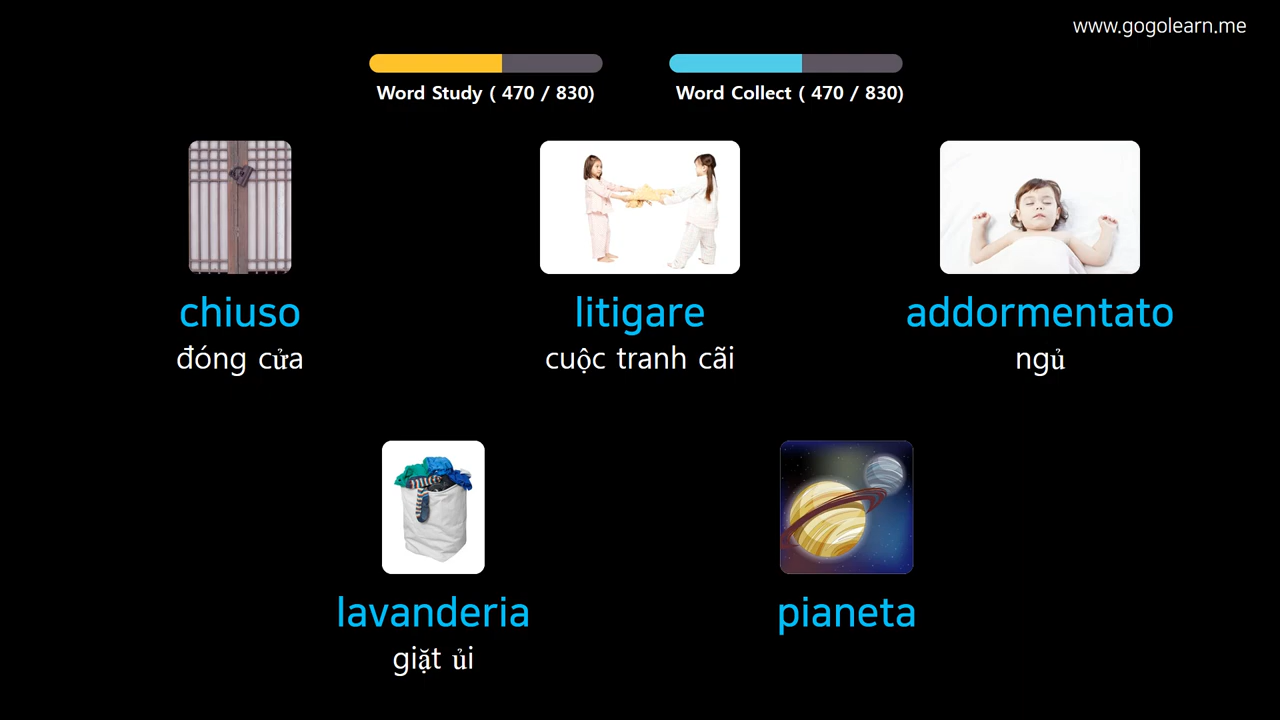 www.gogolearn.me
Word Study ( 470 / 830)
Word Collect ( 470 / 830)
chiuso
đóng cửa
litigare
cuộc tranh cãi
addormentato
ngủ
lavanderia
giặt ủi
pianeta